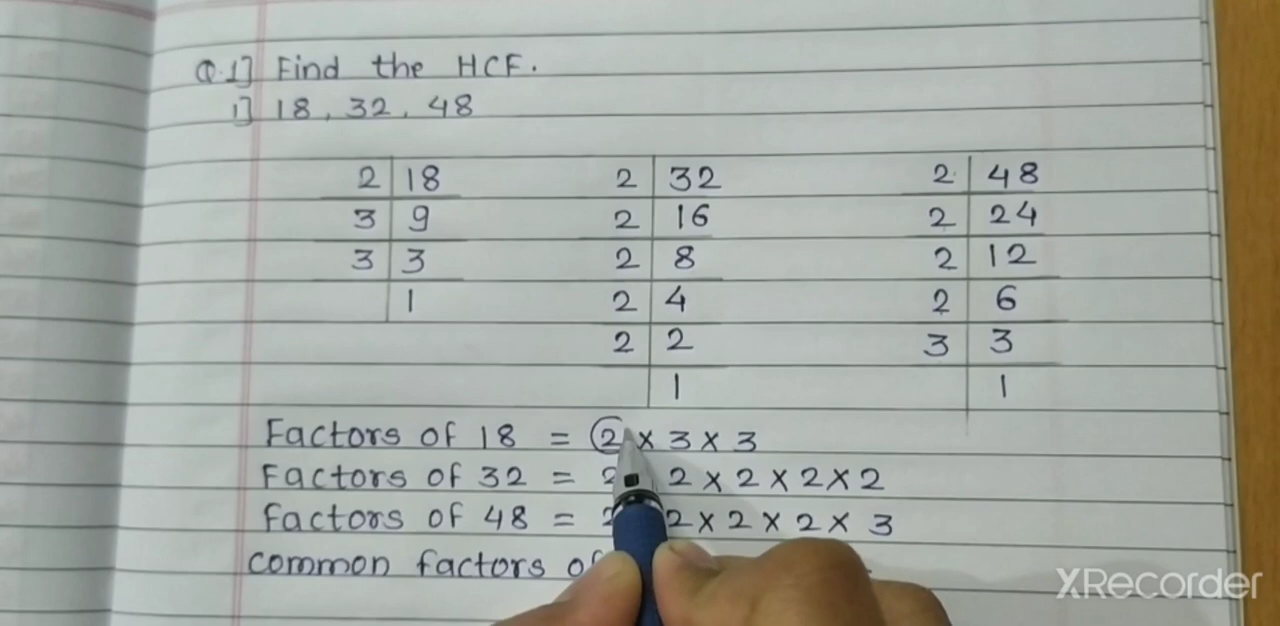 Q.1] Find the HCF.
1] 18, 32, 48
2 18 2 32 2 48
3 9 2 16 2 24
3 3 2 8 2 12
1 2 4 2 6
2 2 3 3
1 1
Factors of 18 = 2 × 3 × 3
Factors of 32 = 2 2 × 2 × 2 × 2
Factors of 48 = 2 × 2 × 2 × 3
Common factors
XRecorder